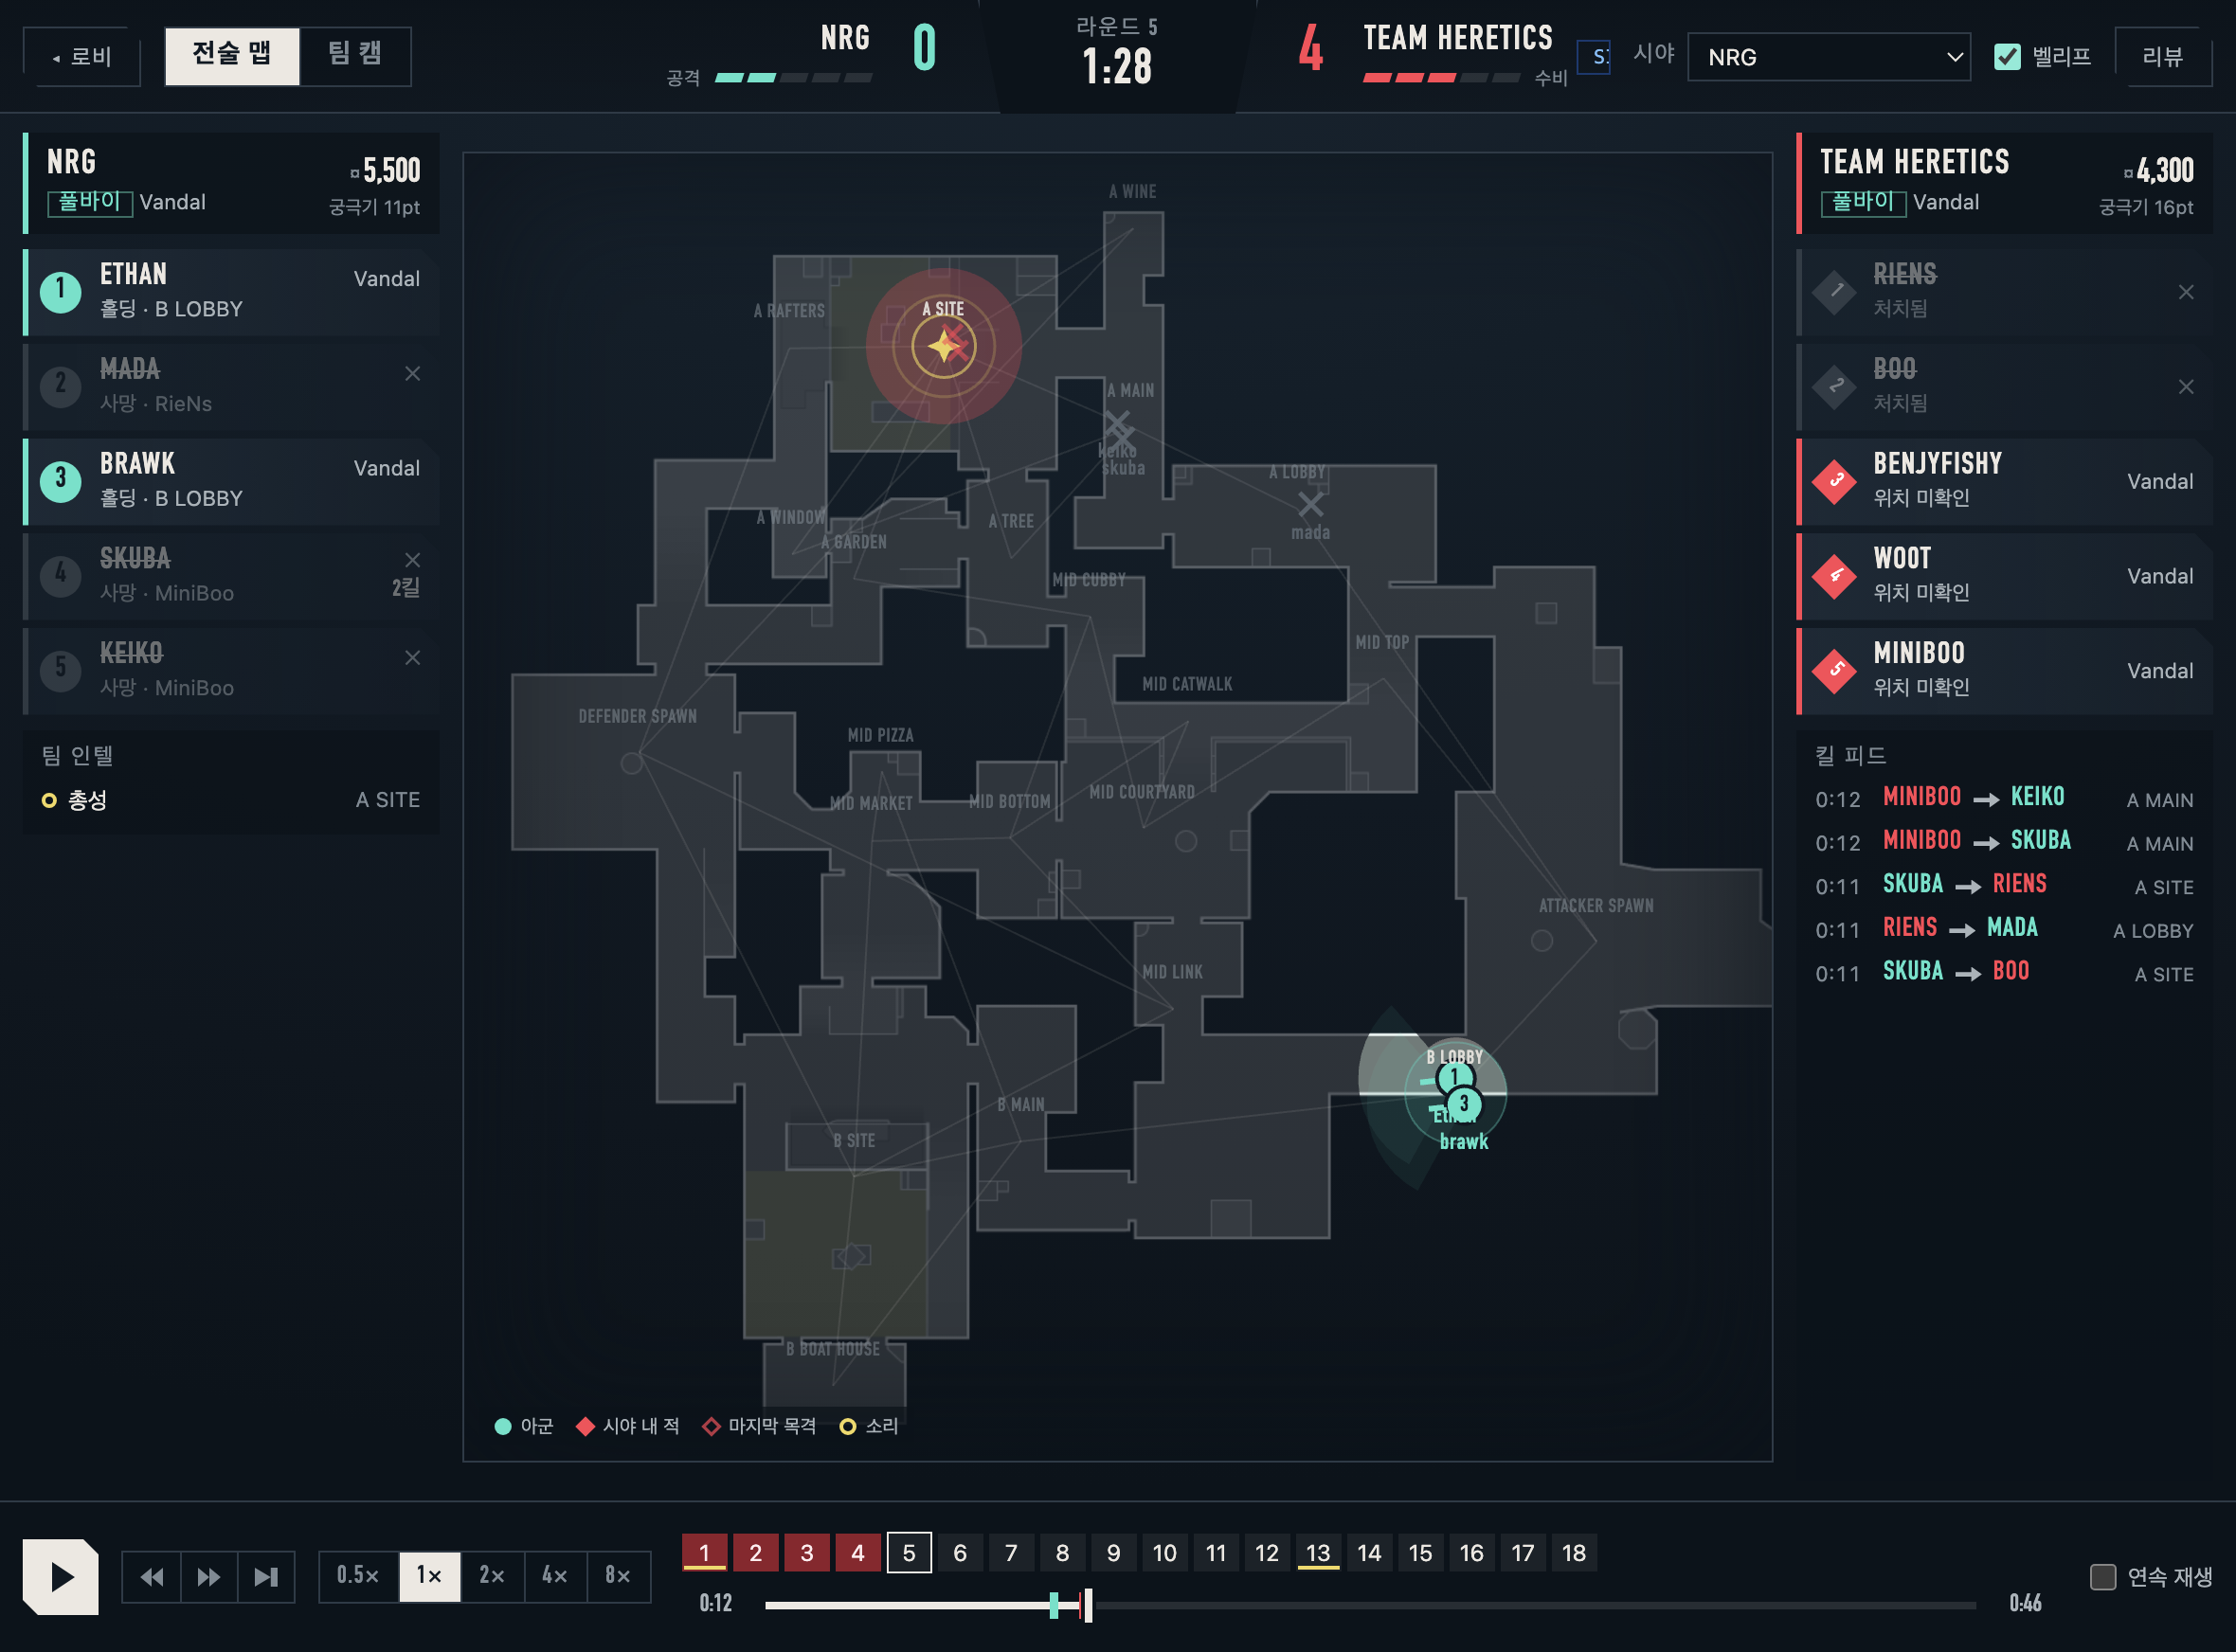 ◂ 로비
전술 맵
팀 캠
NRG
0
공격
라운드 5
1:28
4
TEAM HERETICS
수비
시야
NRG
벨리프
리뷰
NRG
¤5,500
풀바이 Vandal
궁극기 11pt
1
ETHAN
Vandal
홀딩 · B LOBBY
2
MADA
사망 · RieNs
3
BRAWK
Vandal
홀딩 · B LOBBY
4
SKUBA
사망 · MiniBoo
2킬
5
KEIKO
사망 · MiniBoo
팀 인텔
총성
A SITE
A WINE
A RAFTERS
A SITE
A MAIN
keiko
skuba
A LOBBY
mada
A WINDOW
A GARDEN
A TREE
MID CUBBY
MID TOP
MID CATWALK
DEFENDER SPAWN
MID PIZZA
MID MARKET
MID BOTTOM
MID COURTYARD
ATTACKER SPAWN
MID LINK
B LOBBY
1
3
Ethan
brawk
B MAIN
B SITE
B BOAT HOUSE
아군
시야 내 적
마지막 목격
소리
TEAM HERETICS
¤4,300
풀바이 Vandal
궁극기 16pt
1
RIENS
처치됨
2
BOO
처치됨
3
BENJYFISHY
Vandal
위치 미확인
4
WOOT
Vandal
위치 미확인
5
MINIBOO
Vandal
위치 미확인
킬 피드
0:12 MINIBOO → KEIKO A MAIN
0:12 MINIBOO → SKUBA A MAIN
0:11 SKUBA → RIENS A SITE
0:11 RIENS → MADA A LOBBY
0:11 SKUBA → BOO A SITE
0.5× 1× 2× 4× 8×
1 2 3 4 5 6 7 8 9 10 11 12 13 14 15 16 17 18
0:12
0:46
연속 재생